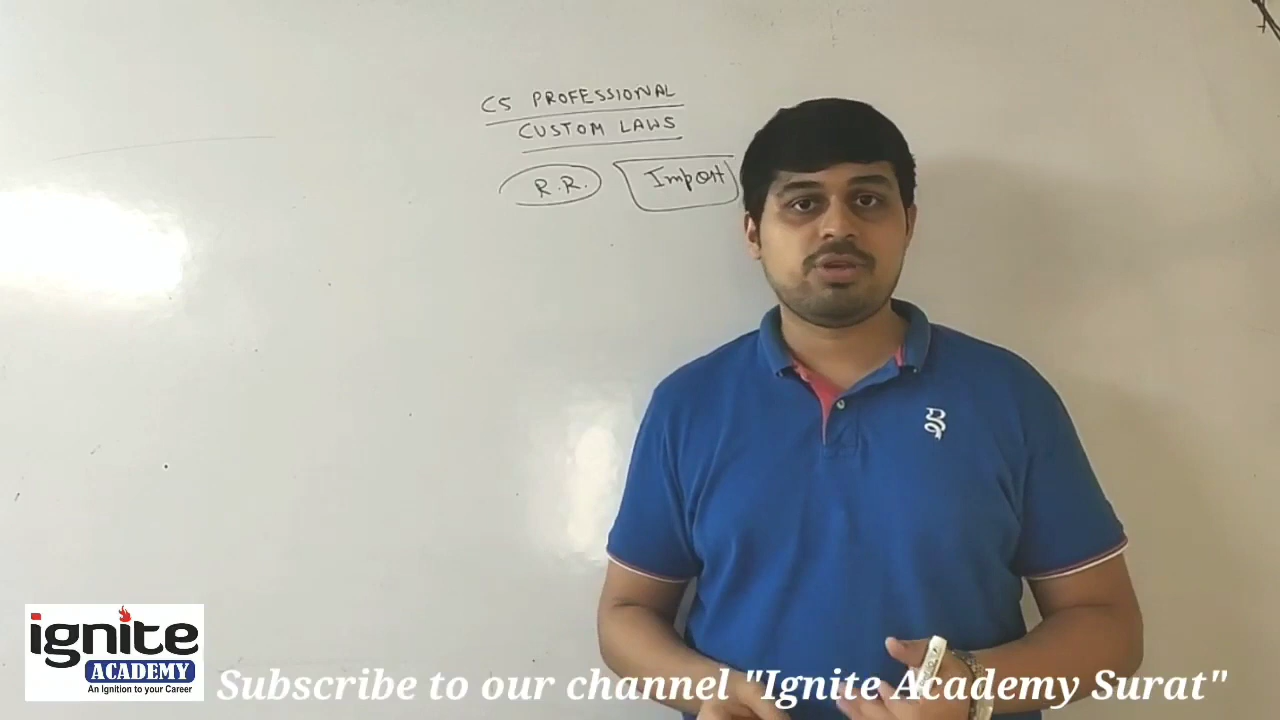 CS PROFESSIONAL
CUSTOM LAWS
R.R. Import
ignite
ACADEMY
An Ignition to your Career
Subscribe to our channel "Ignite Academy Surat"